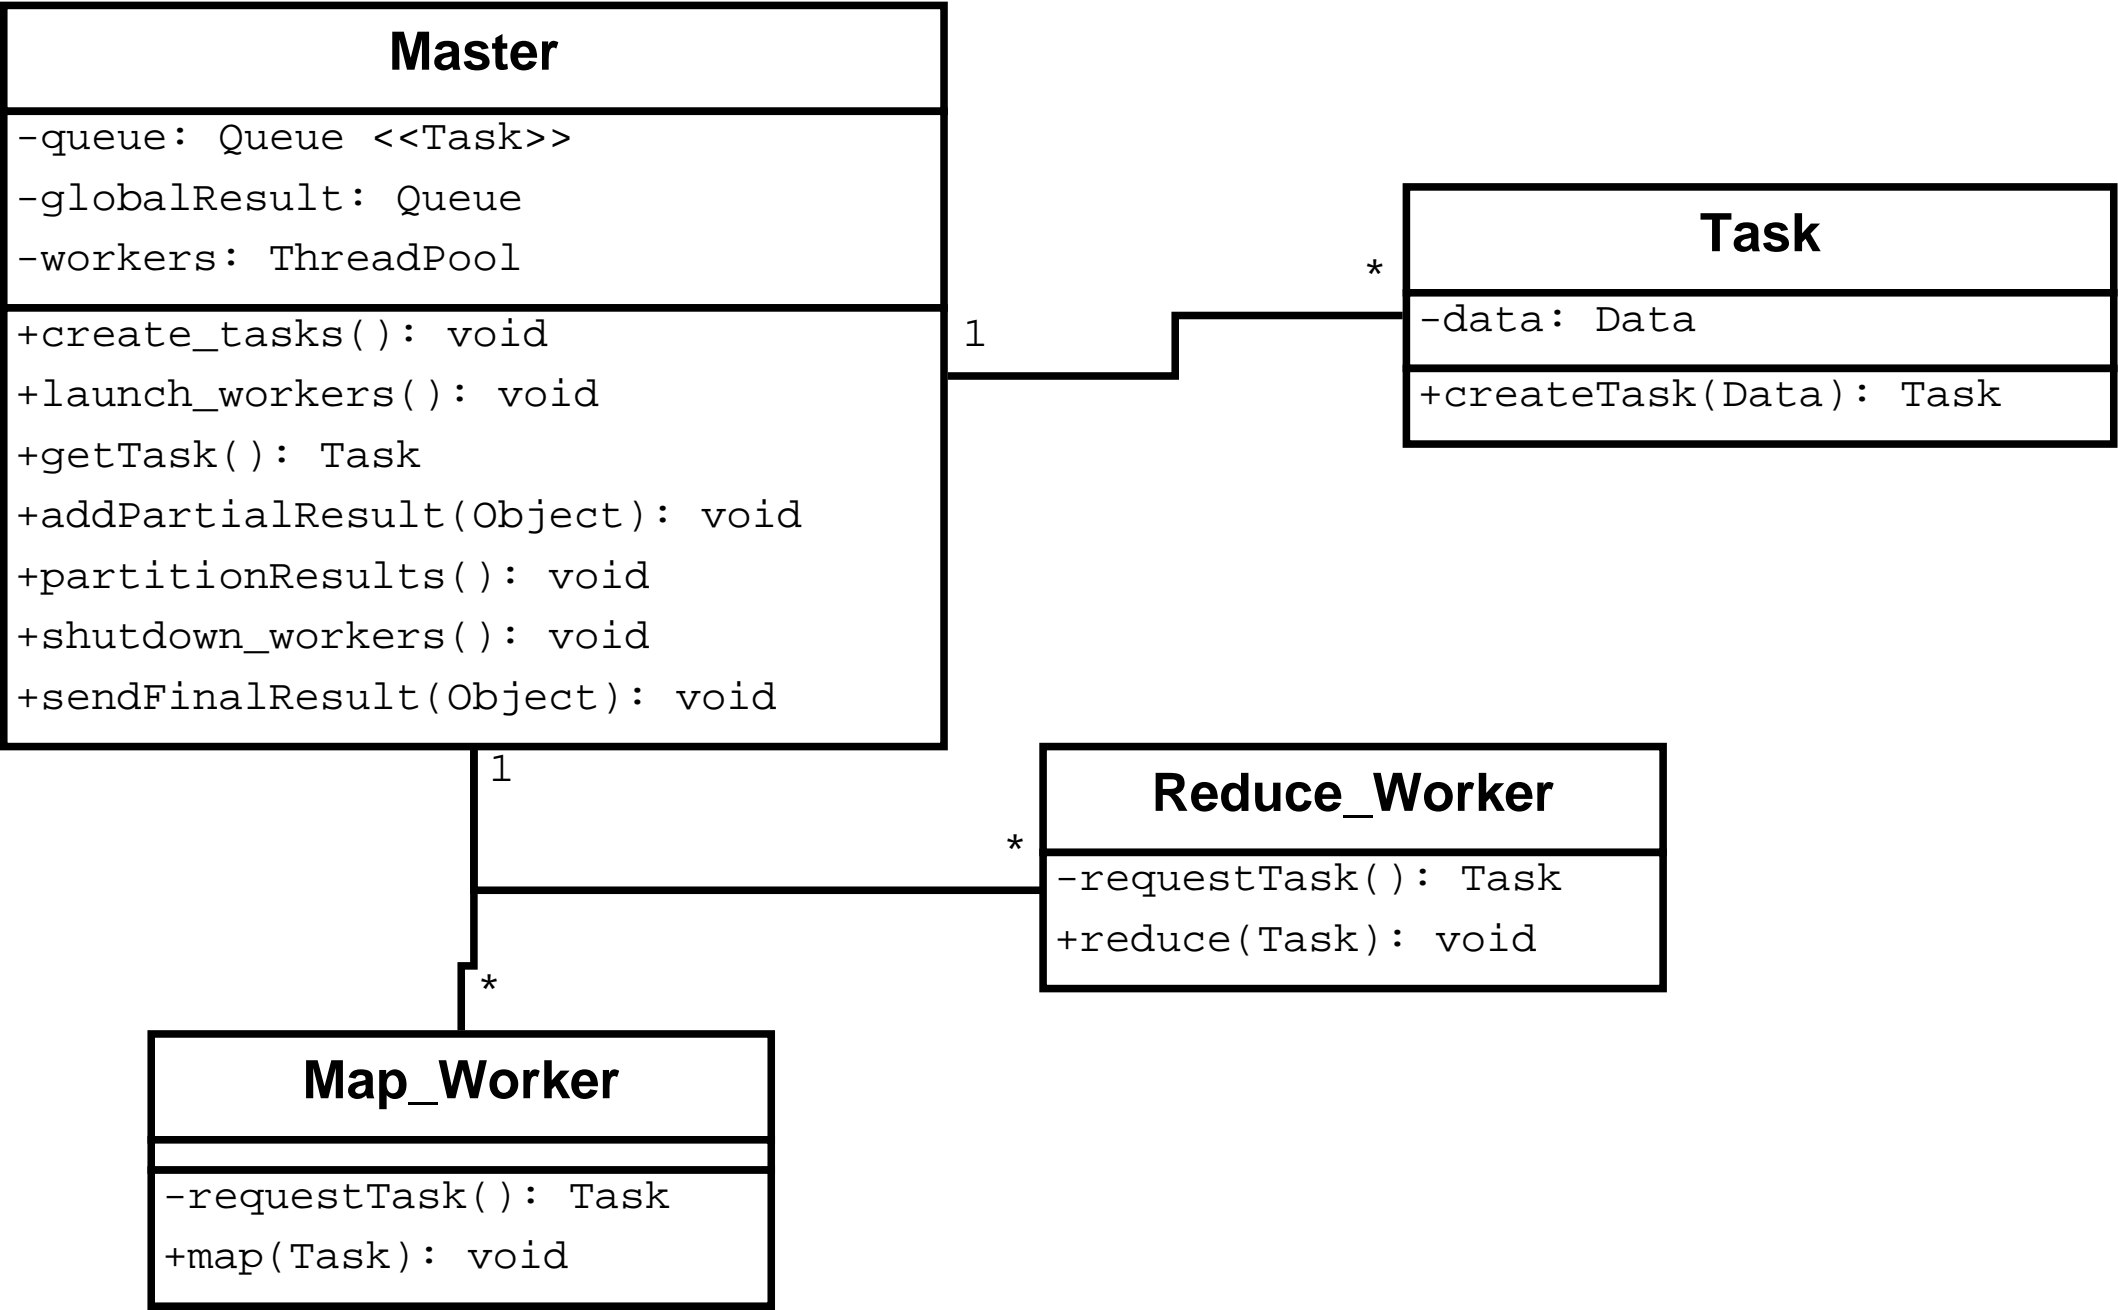 Master
-queue: Queue <<Task>>
-globalResult: Queue
-workers: ThreadPool
+create_tasks(): void
+launch_workers(): void
+getTask(): Task
+addPartialResult(Object): void
+partitionResults(): void
+shutdown_workers(): void
+sendFinalResult(Object): void
1
*
Task
-data: Data
+createTask(Data): Task
1
*
Reduce_Worker
-requestTask(): Task
+reduce(Task): void
*
Map_Worker
-requestTask(): Task
+map(Task): void